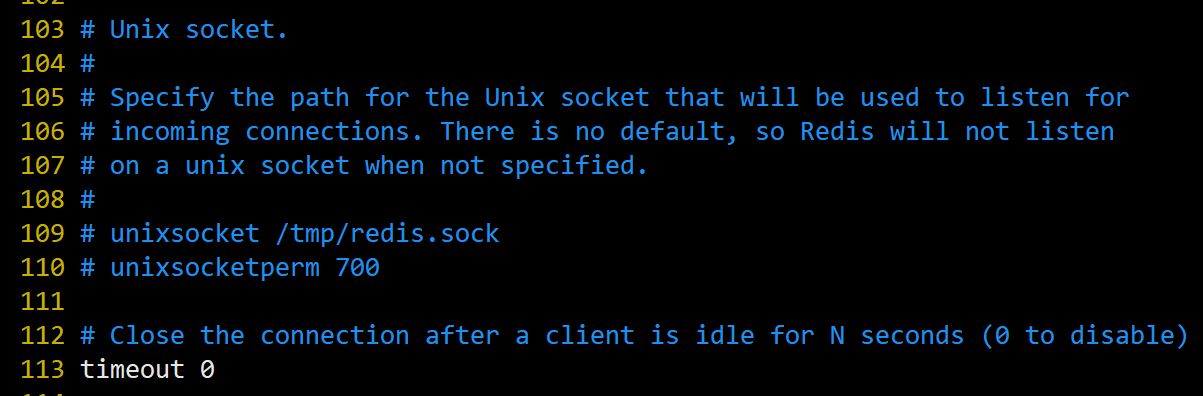 103 # Unix socket.
104 #
105 # Specify the path for the Unix socket that will be used to listen for
106 # incoming connections. There is no default, so Redis will not listen
107 # on a unix socket when not specified.
108 #
109 # unixsocket /tmp/redis.sock
110 # unixsocketperm 700
111
112 # Close the connection after a client is idle for N seconds (0 to disable)
113 timeout 0